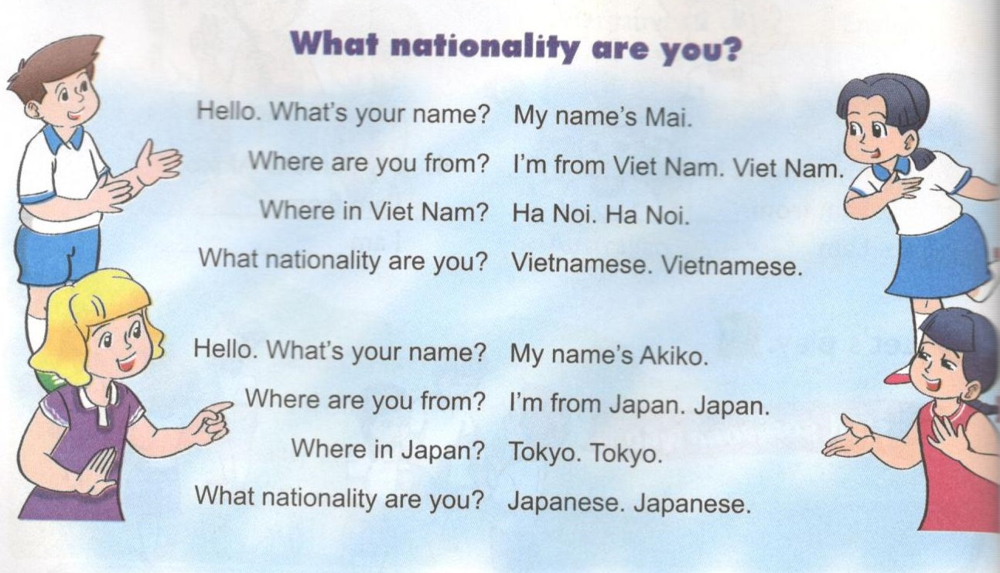 What nationality are you?
Hello. What's your name? My name's Mai.
Where are you from? I'm from Viet Nam. Viet Nam.
Where in Viet Nam? Ha Noi. Ha Noi.
What nationality are you? Vietnamese. Vietnamese.
Hello. What's your name? My name's Akiko.
Where are you from? I'm from Japan. Japan.
Where in Japan? Tokyo. Tokyo.
What nationality are you? Japanese. Japanese.